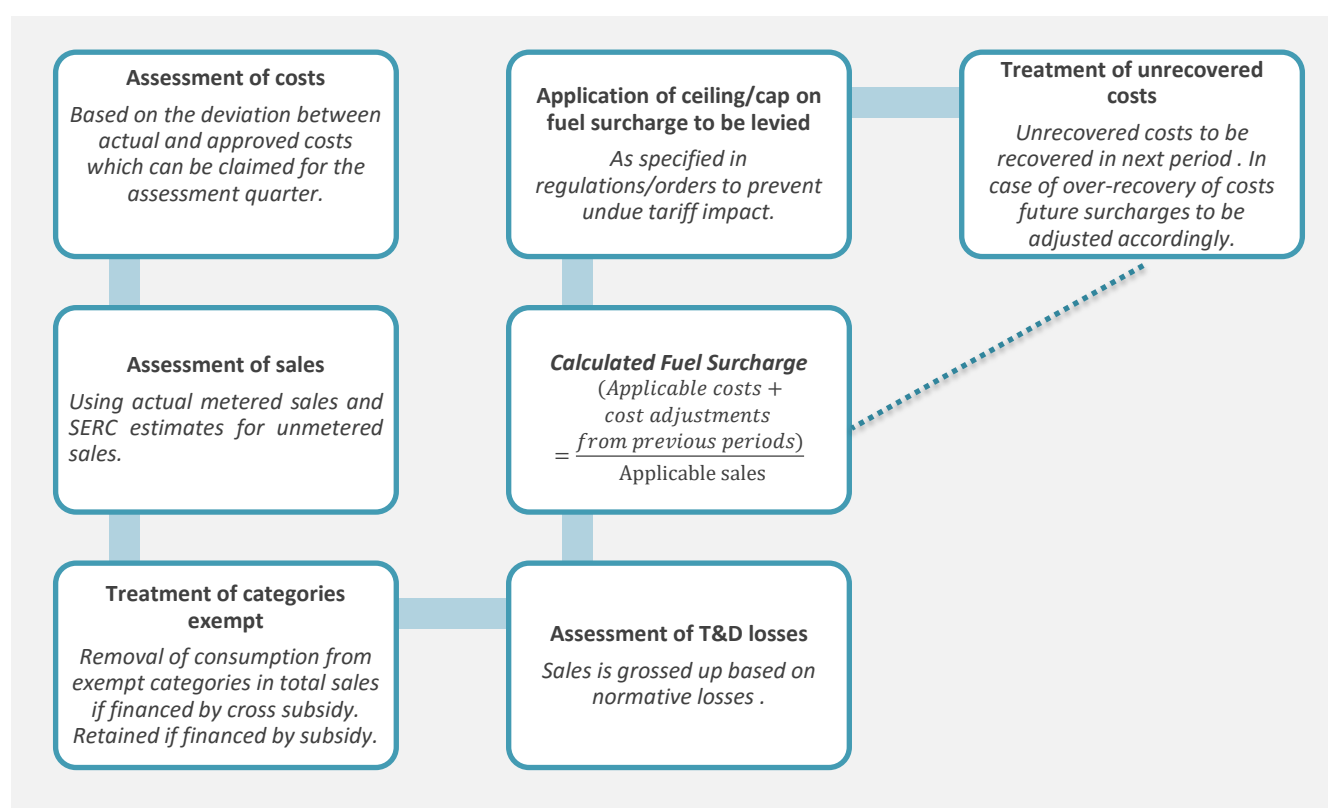 Assessment of costs
Based on the deviation between
actual and approved costs
which can be claimed for the
assessment quarter.
Assessment of sales
Using actual metered sales and
SERC estimates for unmetered
sales.
Treatment of categories
exempt
Removal of consumption from
exempt categories in total sales
if financed by cross subsidy.
Retained if financed by subsidy.
Assessment of T&D losses
Sales is grossed up based on
normative losses .
Calculated Fuel Surcharge
(Applicable costs +
cost adjustments
= from previous periods)
Applicable sales
Application of ceiling/cap on
fuel surcharge to be levied
As specified in
regulations/orders to prevent
undue tariff impact.
Treatment of unrecovered
costs
Unrecovered costs to be
recovered in next period . In
case of over-recovery of costs
future surcharges to be
adjusted accordingly.